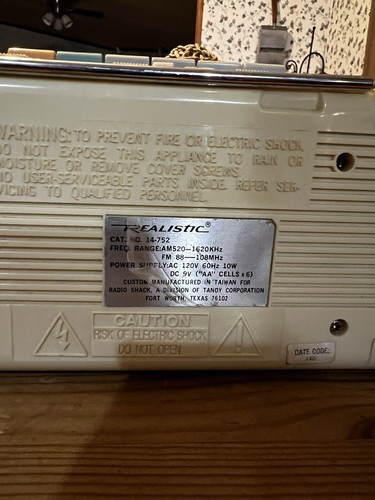 WARNING: TO PREVENT FIRE OR ELECTRIC SHOCK,
DO NOT EXPOSE THIS APPLIANCE TO RAIN OR
MOISTURE OR REMOVE COVER SCREWS.
NO USER-SERVICEABLE PARTS INSIDE. REFER SER-
VICING TO QUALIFIED PERSONNEL.
REALISTIC®
CAT. NO. 14-752
FREQ. RANGE:AM520—1620KHz
FM 88—108MHz
POWER SUPPLY:AC 120V 60Hz 10W
DC 9V ("AA" CELLS x 6)
CUSTOM MANUFACTURED IN TAIWAN FOR
RADIO SHACK, A DIVISION OF TANDY CORPORATION
FORT WORTH, TEXAS 76102
CAUTION
RISK OF ELECTRIC SHOCK
DO NOT OPEN
DATE CODE: